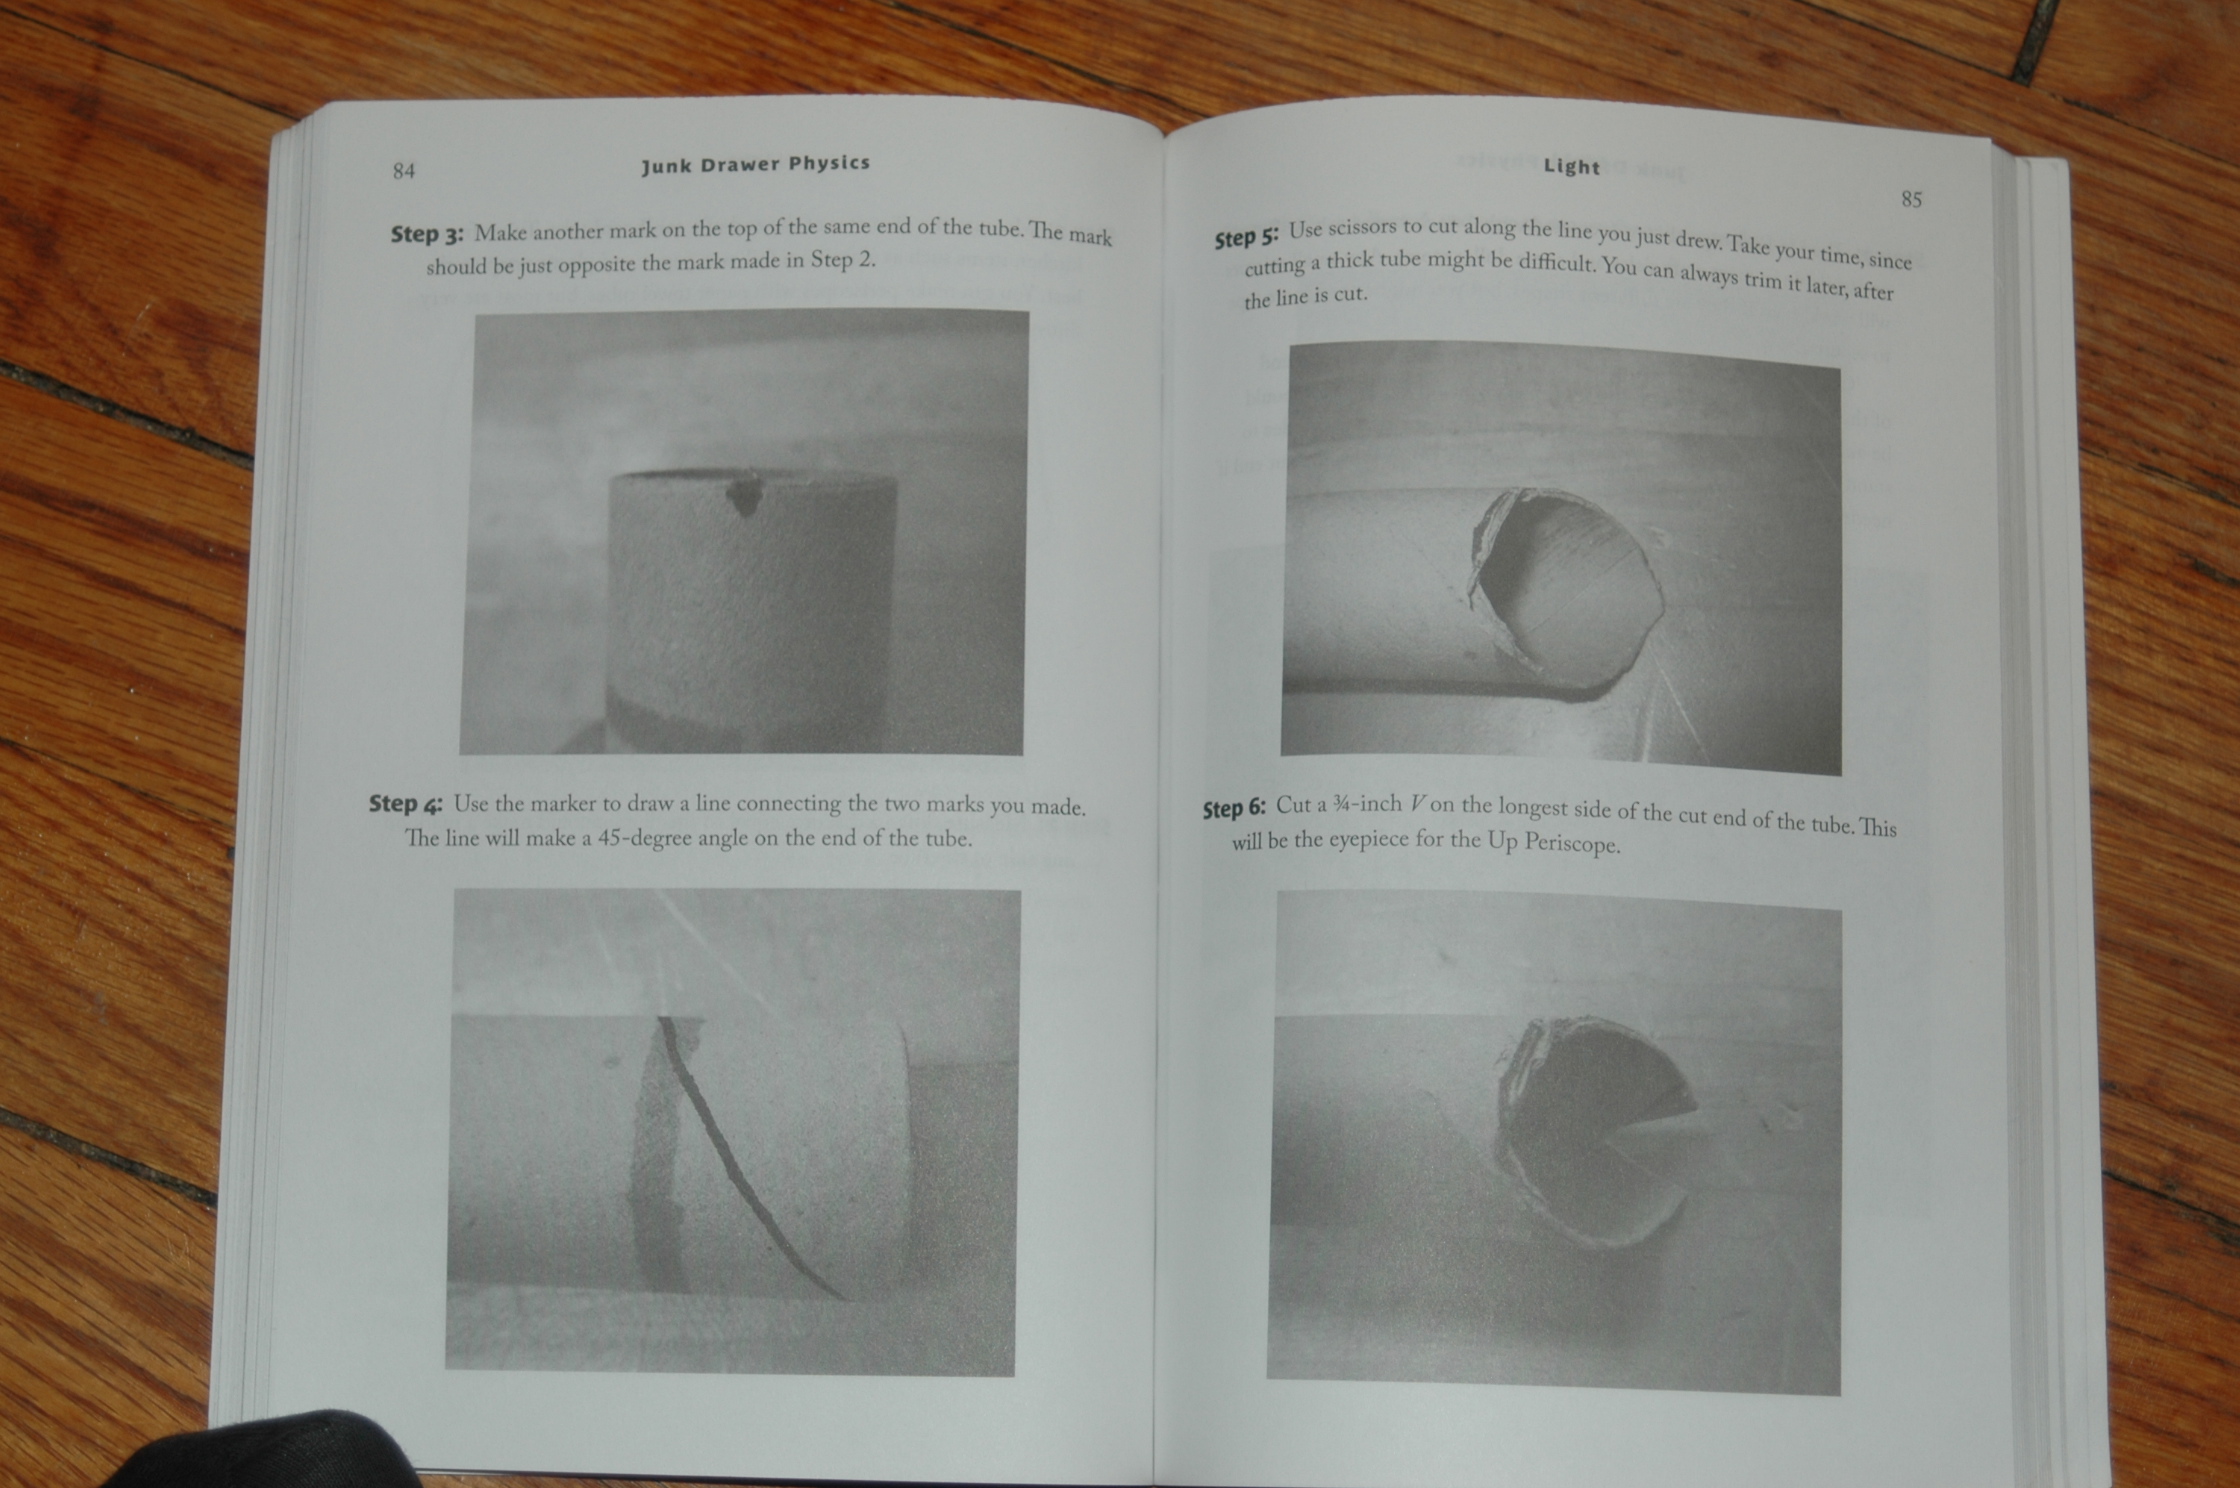 84
Junk Drawer Physics
Step 3: Make another mark on the top of the same end of the tube. The mark
should be just opposite the mark made in Step 2.
Step 4: Use the marker to draw a line connecting the two marks you made.
The line will make a 45-degree angle on the end of the tube.
Light
85
Step 5: Use scissors to cut along the line you just drew. Take your time, since
cutting a thick tube might be difficult. You can always trim it later, after
the line is cut.
Step 6: Cut a ¾-inch V on the longest side of the cut end of the tube. This
will be the eyepiece for the Up Periscope.